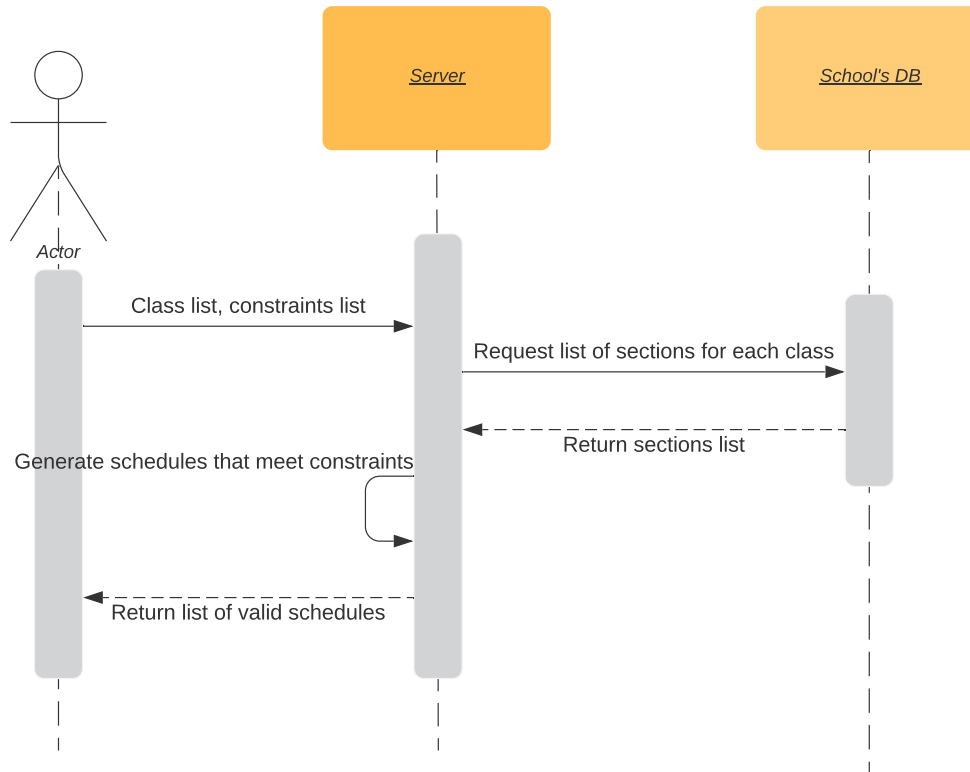 Server
School's DB
Actor
Class list, constraints list
Request list of sections for each class
Return sections list
Generate schedules that meet constraints
Return list of valid schedules